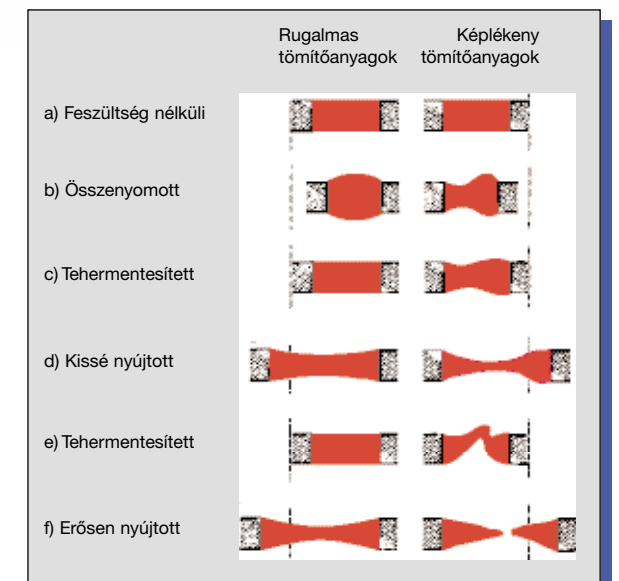 Rugalmas
tömítőanyagok
Képlékeny
tömítőanyagok
a) Feszültség nélküli
b) Összenyomott
c) Tehermentesített
d) Kissé nyújtott
e) Tehermentesített
f) Erősen nyújtott